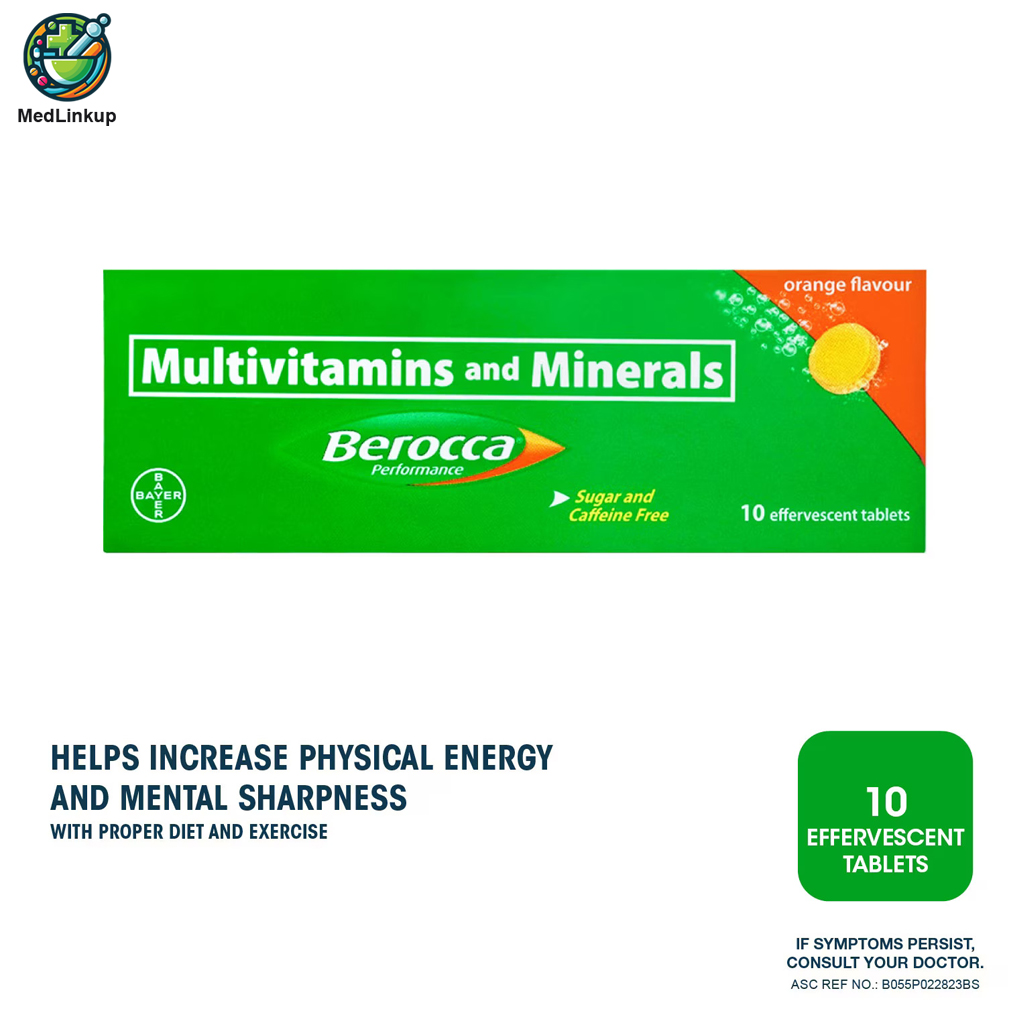 MedLinkup
orange flavour
Multivitamins and Minerals
Berocca
Performance
BAYER
BAYER
Sugar and
Caffeine Free
10 effervescent tablets
HELPS INCREASE PHYSICAL ENERGY
AND MENTAL SHARPNESS
WITH PROPER DIET AND EXERCISE
10
EFFERVESCENT
TABLETS
IF SYMPTOMS PERSIST,
CONSULT YOUR DOCTOR.
ASC REF NO.: B055P022823BS